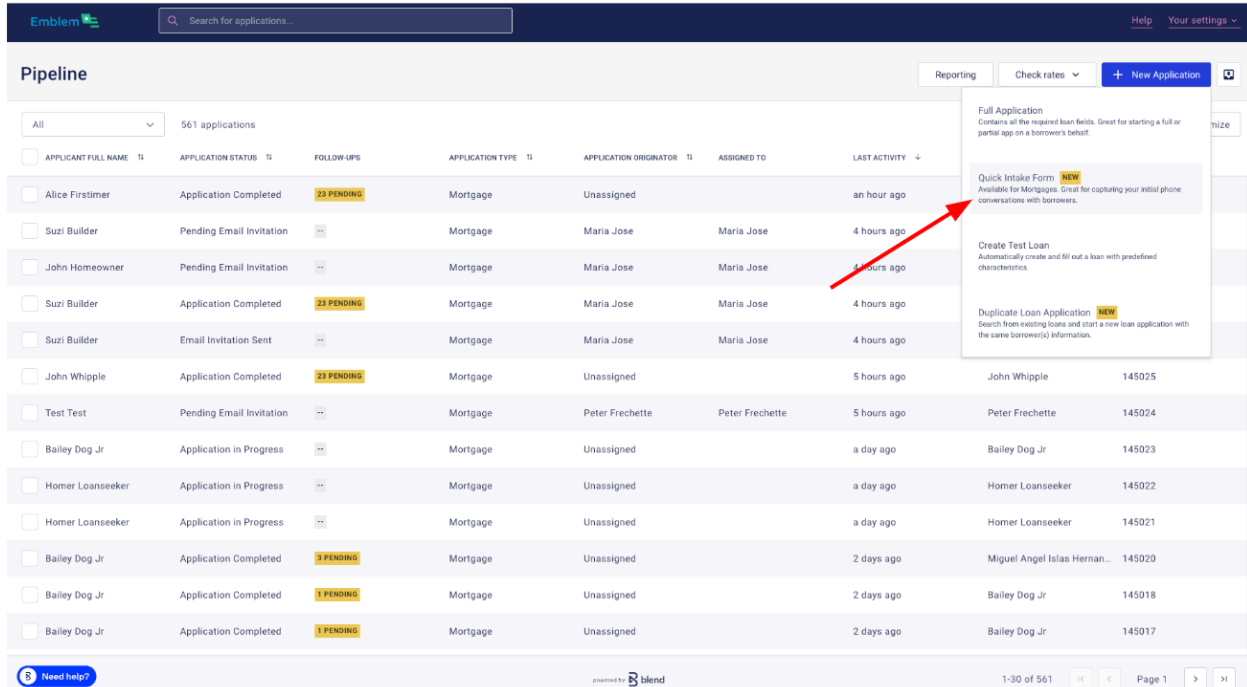 Emblem
Search for applications...
Help Your settings
Pipeline
Reporting Check rates + New Application
All 561 applications mize
APPLICANT FULL NAME APPLICATION STATUS FOLLOW-UPS APPLICATION TYPE APPLICATION ORIGINATOR ASSIGNED TO LAST ACTIVITY
Full Application
Contains all the required loan fields. Great for starting a full or
partial app on a borrower's behalf.
Quick Intake Form NEW
Available for Mortgages. Great for capturing your initial phone
conversations with borrowers.
Create Test Loan
Automatically create and fill out a loan with predefined
characteristics.
Duplicate Loan Application NEW
Search from existing loans and start a new loan application with
the same borrower(s) information.
Alice Firstimer Application Completed 23 PENDING Mortgage Unassigned an hour ago
Suzi Builder Pending Email Invitation -- Mortgage Maria Jose Maria Jose 4 hours ago
John Homeowner Pending Email Invitation -- Mortgage Maria Jose Maria Jose 4 hours ago
Suzi Builder Application Completed 23 PENDING Mortgage Maria Jose Maria Jose 4 hours ago
Suzi Builder Email Invitation Sent -- Mortgage Maria Jose Maria Jose 4 hours ago
John Whipple Application Completed 23 PENDING Mortgage Unassigned 5 hours ago John Whipple 145025
Test Test Pending Email Invitation -- Mortgage Peter Frechette Peter Frechette 5 hours ago Peter Frechette 145024
Bailey Dog Jr Application in Progress -- Mortgage Unassigned a day ago Bailey Dog Jr 145023
Homer Loanseeker Application in Progress -- Mortgage Unassigned a day ago Homer Loanseeker 145022
Homer Loanseeker Application in Progress -- Mortgage Unassigned a day ago Homer Loanseeker 145021
Bailey Dog Jr Application Completed 3 PENDING Mortgage Unassigned 2 days ago Miguel Angel Islas Hernan... 145020
Bailey Dog Jr Application Completed 1 PENDING Mortgage Unassigned 2 days ago Bailey Dog Jr 145018
Bailey Dog Jr Application Completed 1 PENDING Mortgage Unassigned 2 days ago Bailey Dog Jr 145017
Need help? powered by blend 1-30 of 561 Page 1